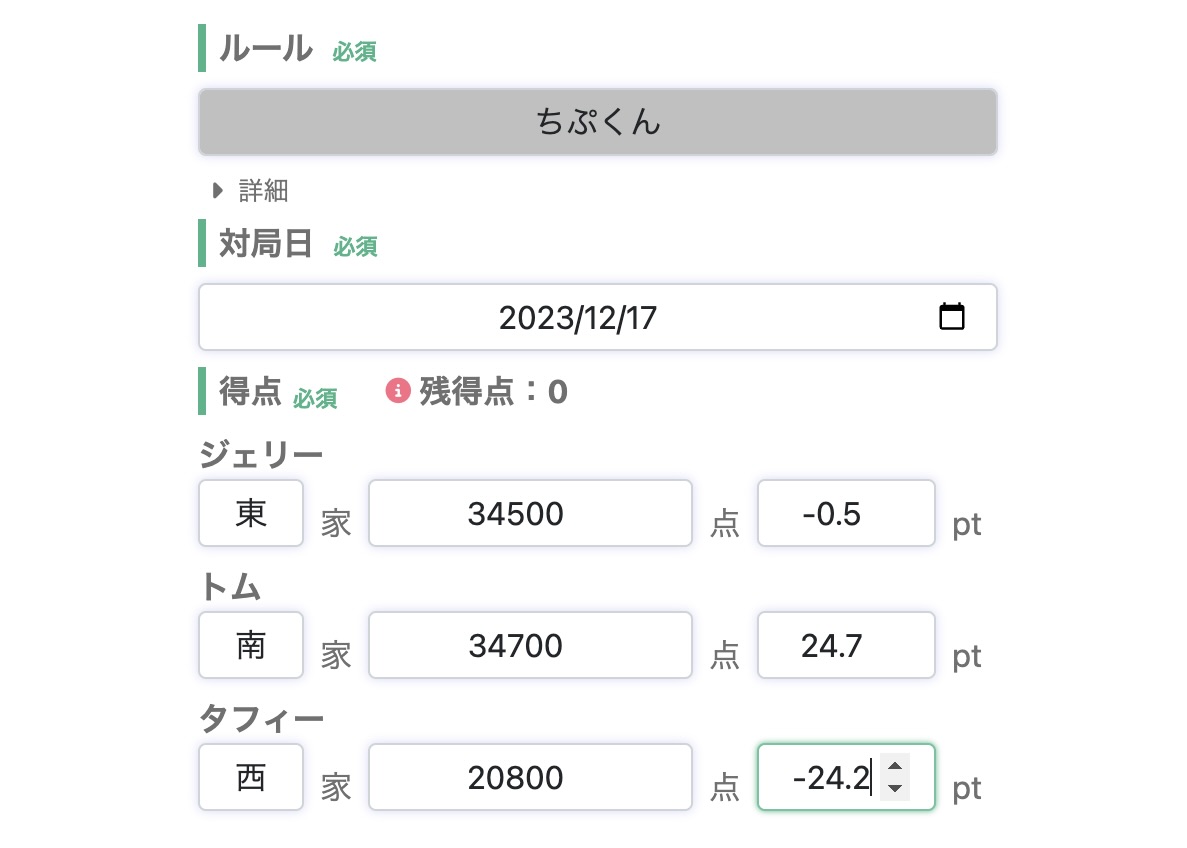 ルール 必須
ちぷくん
詳細
対局日 必須
2023/12/17
得点 必須 残得点：0
ジェリー
東 家 34500 点 -0.5 pt
トム
南 家 34700 点 24.7 pt
タフィー
西 家 20800 点 -24.2 pt